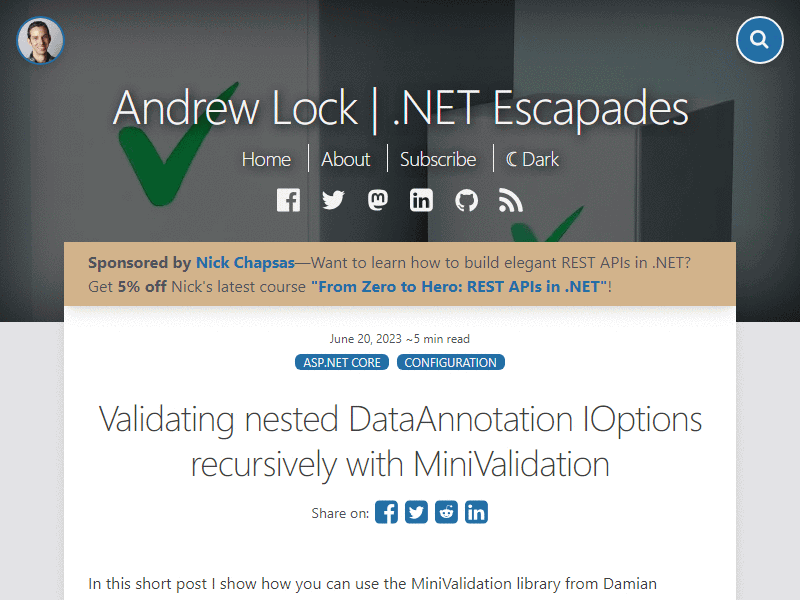 Andrew Lock | .NET Escapades
Home
About
Subscribe
Dark
Sponsored by Nick Chapsas—Want to learn how to build elegant REST APIs in .NET?
Get 5% off Nick's latest course "From Zero to Hero: REST APIs in .NET"!
June 20, 2023 ~5 min read
ASP.NET CORE
CONFIGURATION
Validating nested DataAnnotation IOptions
recursively with MiniValidation
Share on:
In this short post I show how you can use the MiniValidation library from Damian